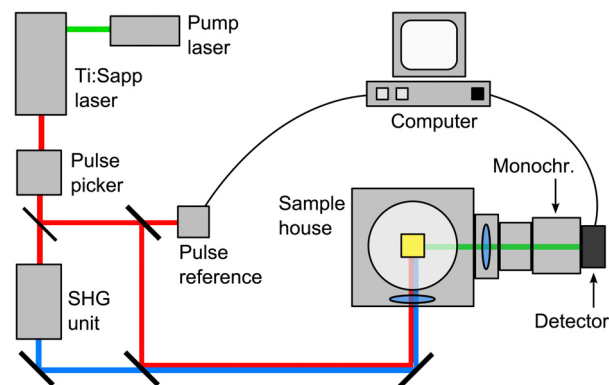 Pump
laser
Ti:Sapp
laser
Computer
Pulse
picker
Monochr.
Sample
house
Pulse
reference
SHG
unit
Detector